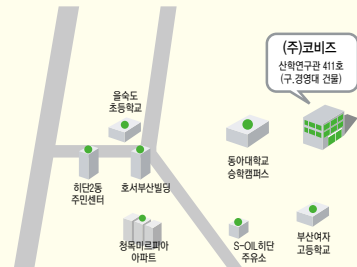 (주)코비즈
산학연구관 411호
(구.경영대 건물)
을숙도
초등학교
동아대학교
승학캠퍼스
히단2동
주민센터
호서부산빌딩
청목미르피아
아파트
S-OIL히단
주유소
부산여자
고등학교